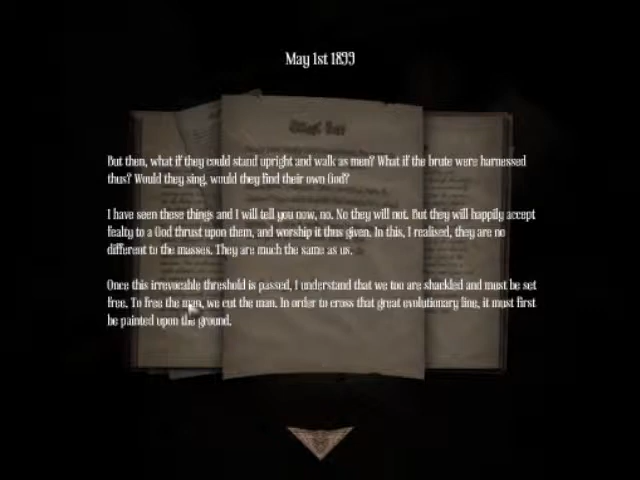 May 1st 1899
But then, what if they could stand upright and walk as men? What if the brute were harnessed
thus? Would they sing, would they find their own God?
I have seen these things and I will tell you now, no. No they will not. But they will happily accept
fealty to a God thrust upon them, and worship it thus given. In this, I realised, they are no
different to the masses. They are much the same as us.
Once this irrevocable threshold is passed, I understand that we too are shackled and must be set
free. To free the man, we cut the man. In order to cross that great evolutionary line, it must first
be painted upon the ground.